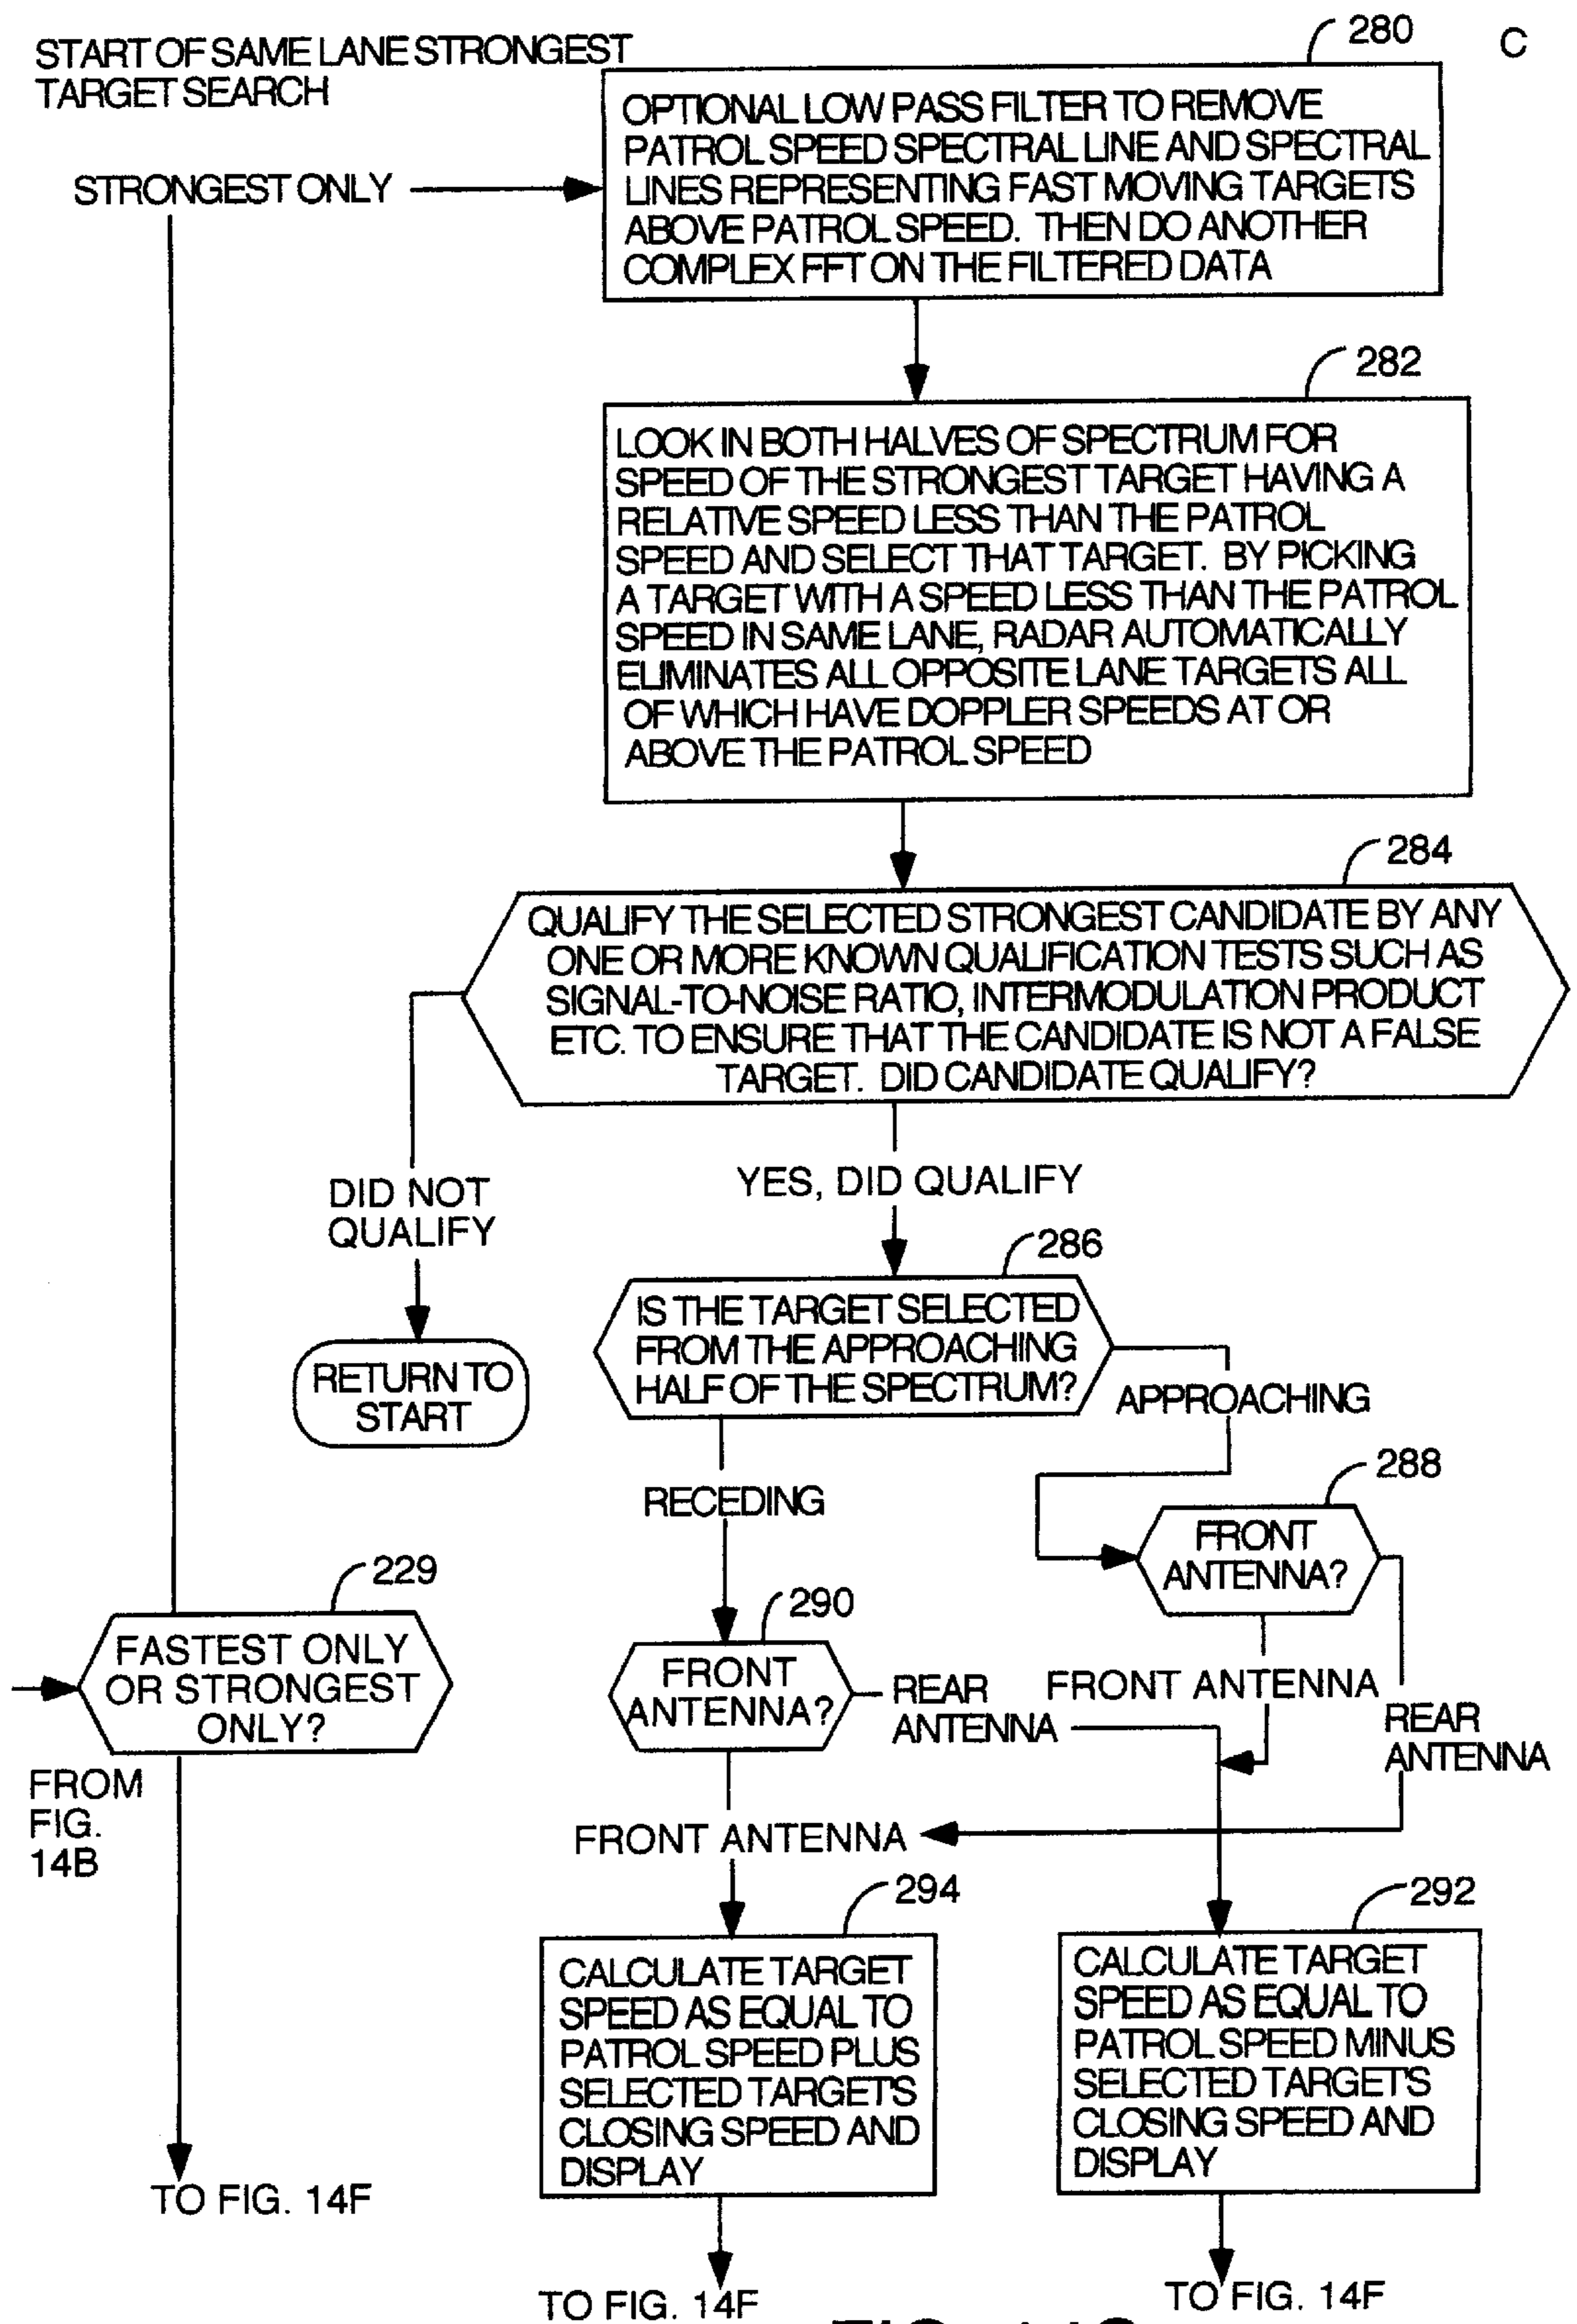 START OF SAME LANE STRONGEST
TARGET SEARCH
280
C
STRONGEST ONLY
OPTIONAL LOW PASS FILTER TO REMOVE
PATROL SPEED SPECTRAL LINE AND SPECTRAL
LINES REPRESENTING FAST MOVING TARGETS
ABOVE PATROL SPEED. THEN DO ANOTHER
COMPLEX FFT ON THE FILTERED DATA
282
LOOK IN BOTH HALVES OF SPECTRUM FOR
SPEED OF THE STRONGEST TARGET HAVING A
RELATIVE SPEED LESS THAN THE PATROL
SPEED AND SELECT THAT TARGET. BY PICKING
A TARGET WITH A SPEED LESS THAN THE PATROL
SPEED IN SAME LANE, RADAR AUTOMATICALLY
ELIMINATES ALL OPPOSITE LANE TARGETS ALL
OF WHICH HAVE DOPPLER SPEEDS AT OR
ABOVE THE PATROL SPEED
284
QUALIFY THE SELECTED STRONGEST CANDIDATE BY ANY
ONE OR MORE KNOWN QUALIFICATION TESTS SUCH AS
SIGNAL-TO-NOISE RATIO, INTERMODULATION PRODUCT
ETC. TO ENSURE THAT THE CANDIDATE IS NOT A FALSE
TARGET. DID CANDIDATE QUALIFY?
DID NOT
QUALIFY
YES, DID QUALIFY
RETURN TO
START
286
IS THE TARGET SELECTED
FROM THE APPROACHING
HALF OF THE SPECTRUM?
APPROACHING
RECEDING
288
FRONT
ANTENNA?
229
FASTEST ONLY
OR STRONGEST
ONLY?
290
FRONT
ANTENNA?
REAR
ANTENNA
FRONT ANTENNA
REAR
ANTENNA
FROM
FIG.
14B
FRONT ANTENNA
294
CALCULATE TARGET
SPEED AS EQUAL TO
PATROL SPEED PLUS
SELECTED TARGET'S
CLOSING SPEED AND
DISPLAY
292
CALCULATE TARGET
SPEED AS EQUAL TO
PATROL SPEED MINUS
SELECTED TARGET'S
CLOSING SPEED AND
DISPLAY
TO FIG. 14F
TO FIG. 14F
TO FIG. 14F